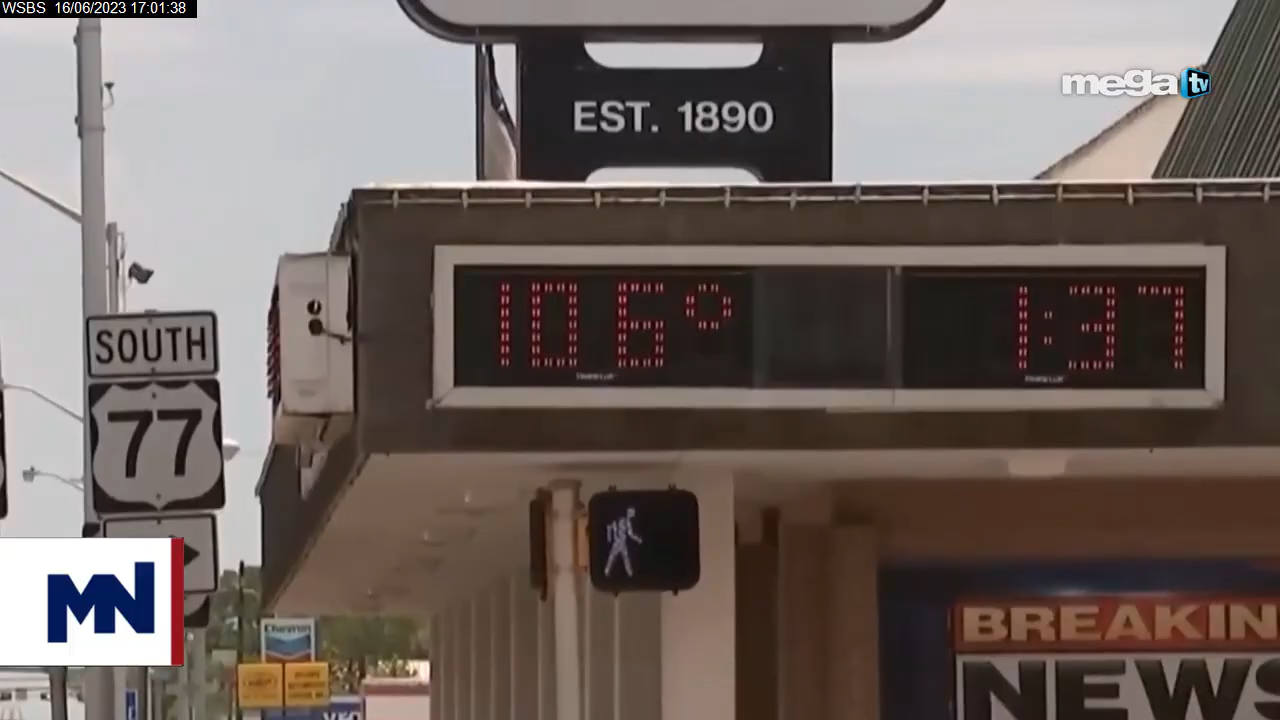 WSBS 16/06/2023 17:01:38
mega tv
EST. 1890
106°
1:37
SOUTH
77
MN
Chevron
BREAKIN
NEWS